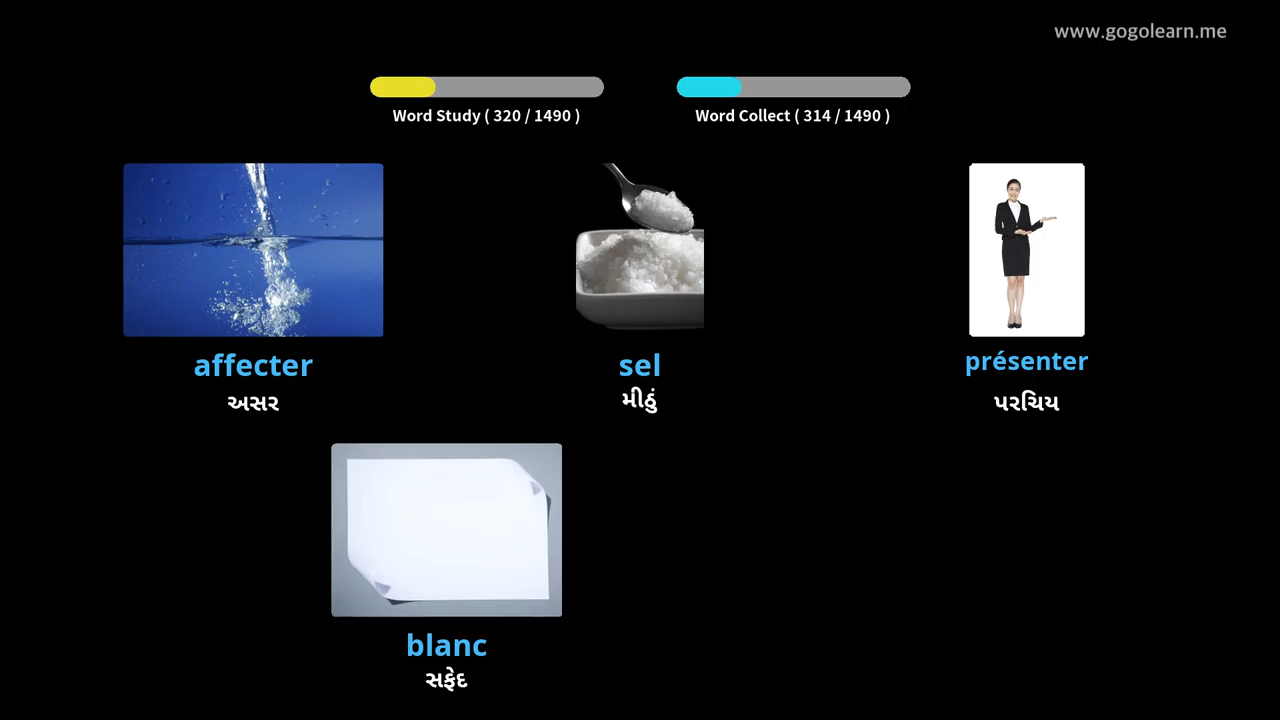 www.gogolearn.me
Word Study ( 320 / 1490 )
Word Collect ( 314 / 1490 )
affecter
અસર
sel
મીઠું
présenter
પરિચય
blanc
સફેદ